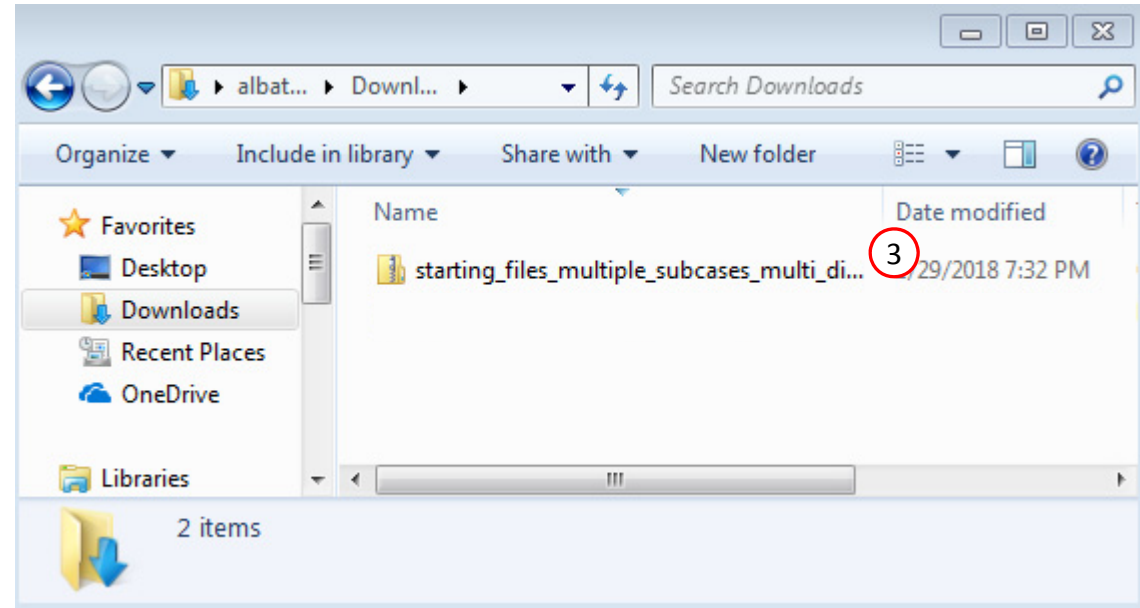 albat... Downl... Search Downloads
Organize Include in library Share with New folder
Name Date modified
Favorites
Desktop
Downloads
Recent Places
OneDrive
Libraries
starting_files_multiple_subcases_multi_di... /29/2018 7:32 PM
3
2 items